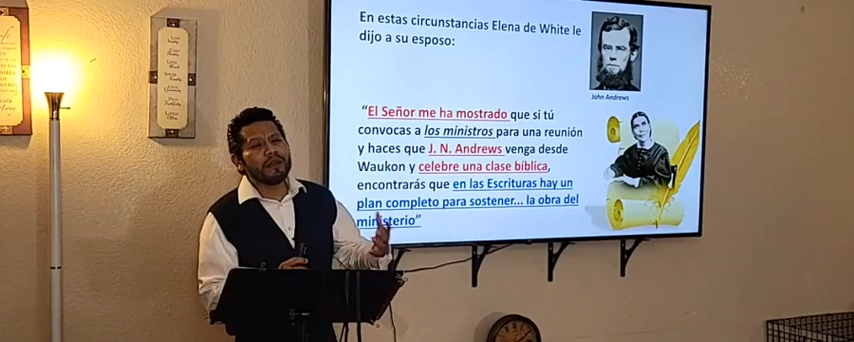 En estas circunstancias Elena de White le
dijo a su esposo:
John Andrews
“El Señor me ha mostrado que si tú
convocas a los ministros para una reunión
y haces que J. N. Andrews venga desde
Waukon y celebre una clase bíblica,
encontrarás que en las Escrituras hay un
plan completo para sostener... la obra del
ministerio”